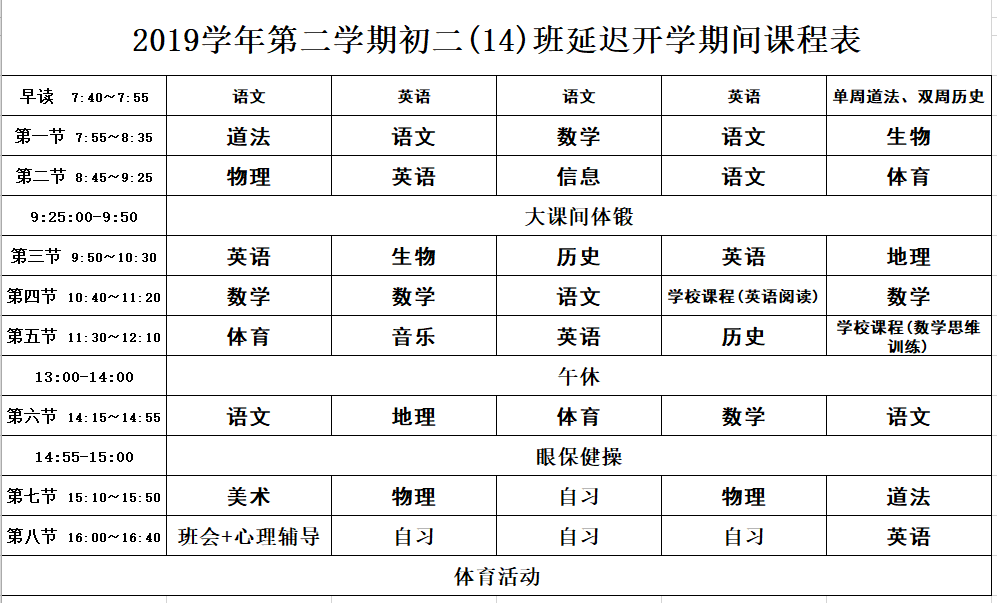 2019学年第二学期初二(14)班延迟开学期间课程表
早读 7:40~7:55 语文 英语 语文 英语 单周道法、双周历史
第一节 7:55~8:35 道法 语文 数学 语文 生物
第二节 8:45~9:25 物理 英语 信息 语文 体育
9:25:00-9:50 大课间体锻
第三节 9:50~10:30 英语 生物 历史 英语 地理
第四节 10:40~11:20 数学 数学 语文 学校课程(英语阅读) 数学
第五节 11:30~12:10 体育 音乐 英语 历史 学校课程(数学思维
训练)
13:00-14:00 午休
第六节 14:15~14:55 语文 地理 体育 数学 语文
14:55-15:00 眼保健操
第七节 15:10~15:50 美术 物理 自习 物理 道法
第八节 16:00~16:40 班会+心理辅导 自习 自习 自习 英语
体育活动